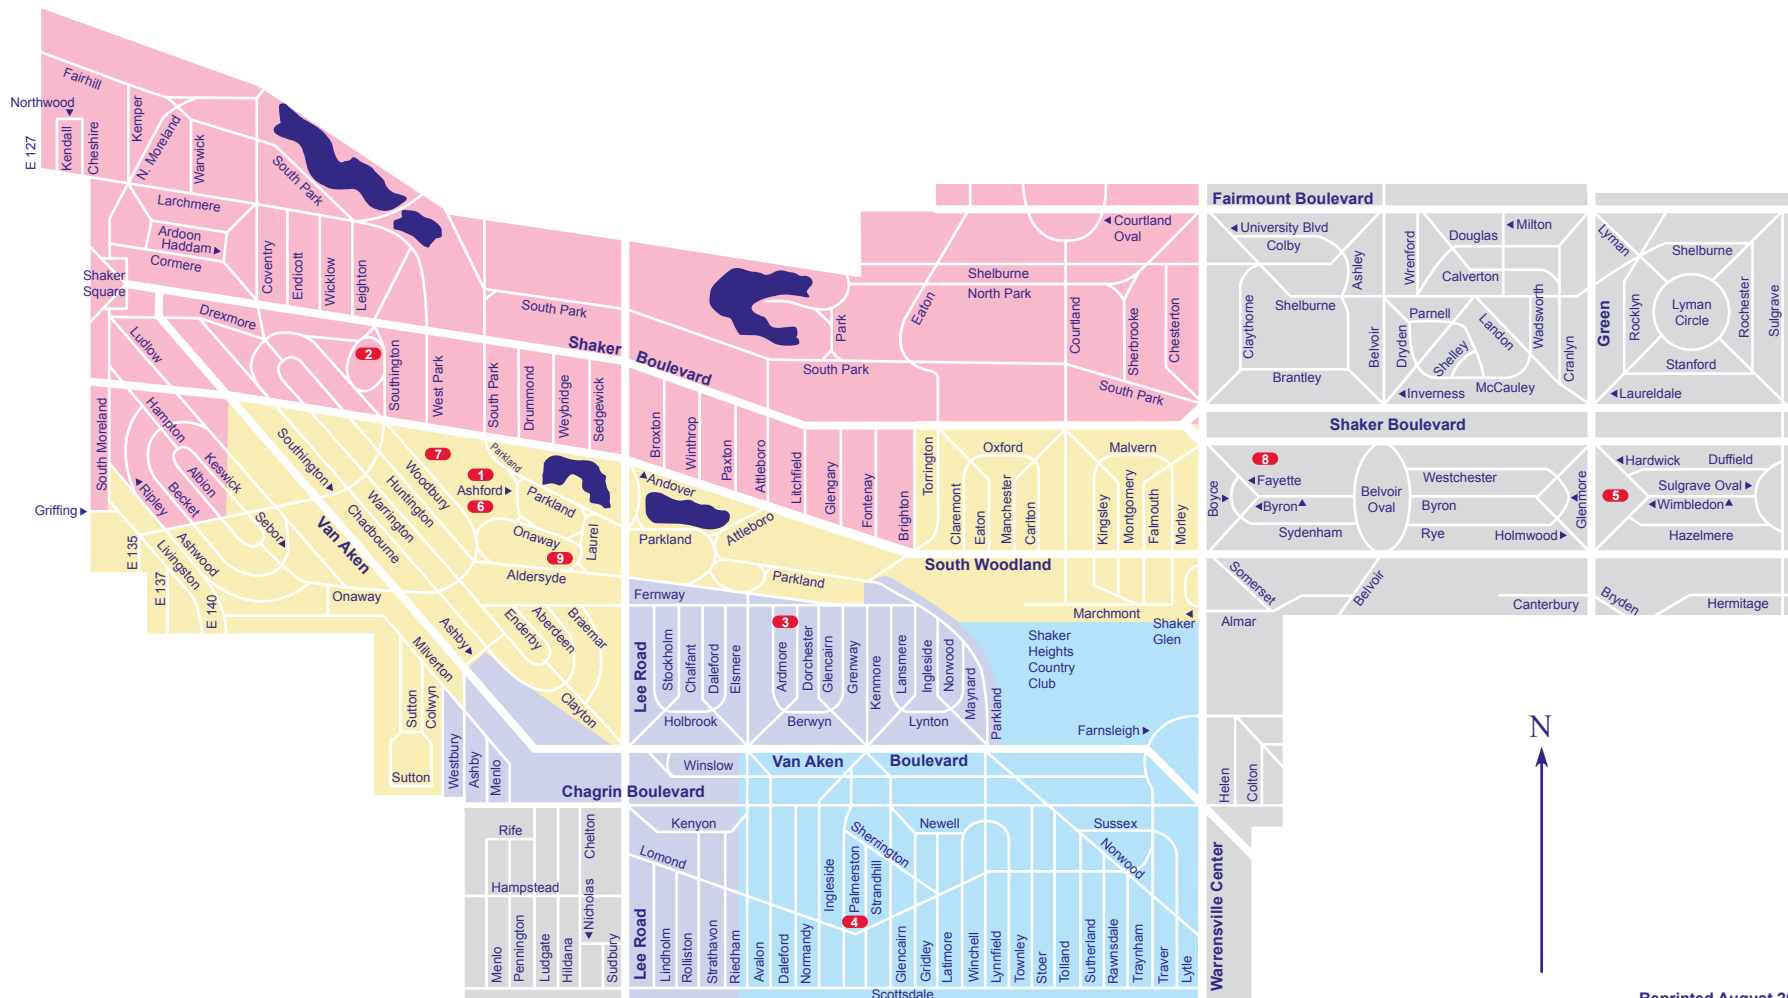 Fairhill
Northwood
E 127
Kendall
Cheshire
Kemper
N. Moreland
Warwick
South Park
Larchmere
Ardoon
Haddam
Cormere
Shaker
Square
Coventry
Endicott
Wicklow
Leighton
Drexmore
Ludlow
2
Southington
West Park
South Park
Drummond
Weybridge
Sedgewick
South Park
Shaker Boulevard
Park
South Park
Eaton
Shelburne
North Park
Courtland
Oval
Courtland
Sherbrooke
Chesterton
South Park
Fairmount Boulevard
University Blvd
Colby
Ashley
Wrenford
Douglas
Milton
Calverton
Claythorne
Shelburne
Belvoir
Dryden
Parnell
Shelley
Landon
Wadsworth
Cranlyn
Brantley
Inverness
McCauley
Green
Lyman
Shelburne
Rocklyn
Lyman
Circle
Rochester
Sulgrave
Stanford
Laureldale
Shaker Boulevard
South Moreland
Hampton
Keswick
Albion
Becket
Ripley
Griffing
Sebor
Southington
Van Aken
Woodbury
Huntington
Warrington
Chadbourne
7
1
Ashford
6
Parkland
Parkland
Onaway
9
Laurel
Aldersyde
Andover
Parkland
Attleboro
Parkland
Broxton
Winthrop
Paxton
Attleboro
Litchfield
Glengary
Fontenay
Brighton
Torrington
Oxford
Claremont
Eaton
Manchester
Carlton
Malvern
Kingsley
Montgomery
Falmouth
Morley
South Woodland
8
Fayette
Boyce
Byron
Sydenham
Belvoir
Oval
Westchester
Byron
Rye
Holmwood
Glenmore
Hardwick
Duffield
Sulgrave Oval
5
Wimbledon
Hazelmere
E 135
E 137
E 140
Livingston
Ashwood
Onaway
Milverton
Ashby
Enderby
Aberdeen
Braemar
Clayton
Sutton
Colwyn
Sutton
Westbury
Ashby
Menlo
Fernway
Lee Road
Stockholm
Chalfant
Daleford
Elsmere
3
Ardmore
Dorchester
Glencairn
Grenway
Kenmore
Lansmere
Ingleside
Norwood
Maynard
Parkland
Holbrook
Berwyn
Lynton
Marchmont
Shaker
Glen
Shaker
Heights
Country
Club
Farnsleigh
Somerset
Belvoir
Almar
Canterbury
Bryden
Hermitage
Helen
Colton
N
Winslow
Van Aken Boulevard
Chagrin Boulevard
Rife
Chelton
Hampstead
Nicholas
Menlo
Pennington
Ludgate
Hildana
Sudbury
Kenyon
Lomond
Lee Road
Lindholm
Rolliston
Strathavon
Riedham
Avalon
Daleford
Normandy
Ingleside
Palmerston
Strandhill
Sherrington
4
Newell
Glencairn
Gridley
Latimore
Winchell
Lynnfield
Townley
Stoer
Tolland
Sutherland
Rawnsdale
Traynham
Traver
Lytle
Sussex
Norwood
Warrensville Center
Scottsdale